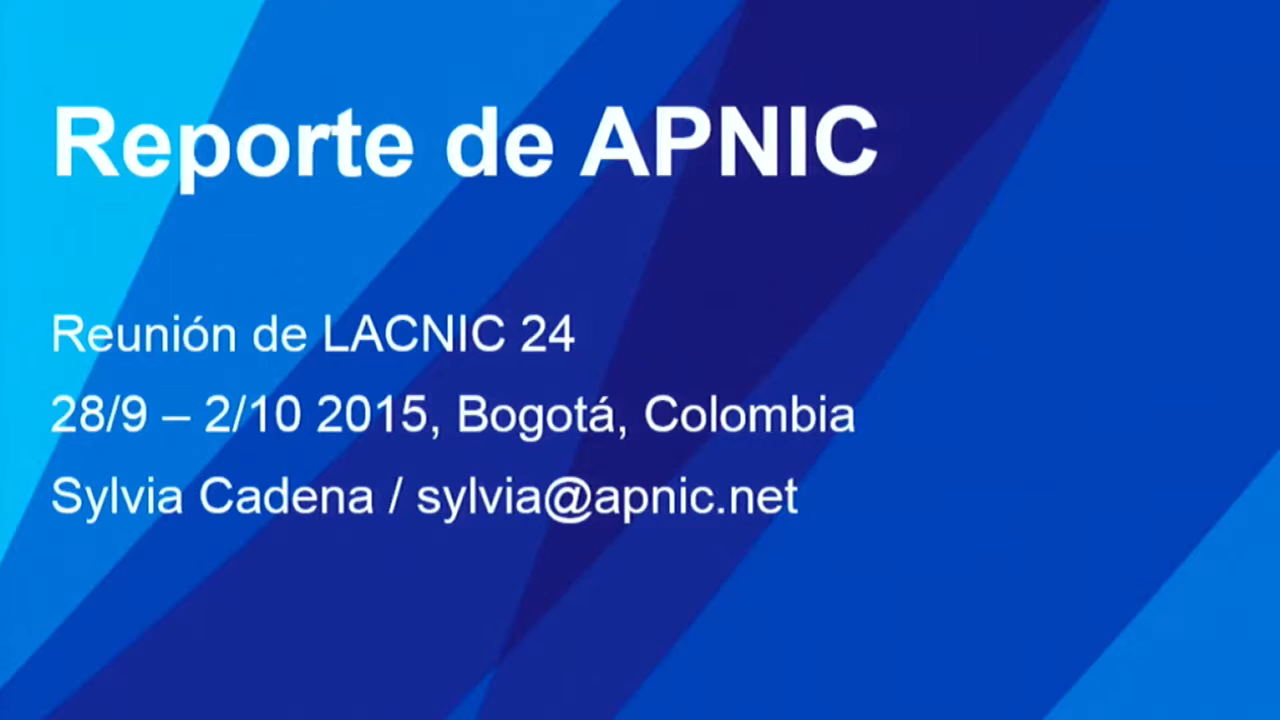 Reporte de APNIC
Reunión de LACNIC 24
28/9 – 2/10 2015, Bogotá, Colombia
Sylvia Cadena / sylvia@apnic.net